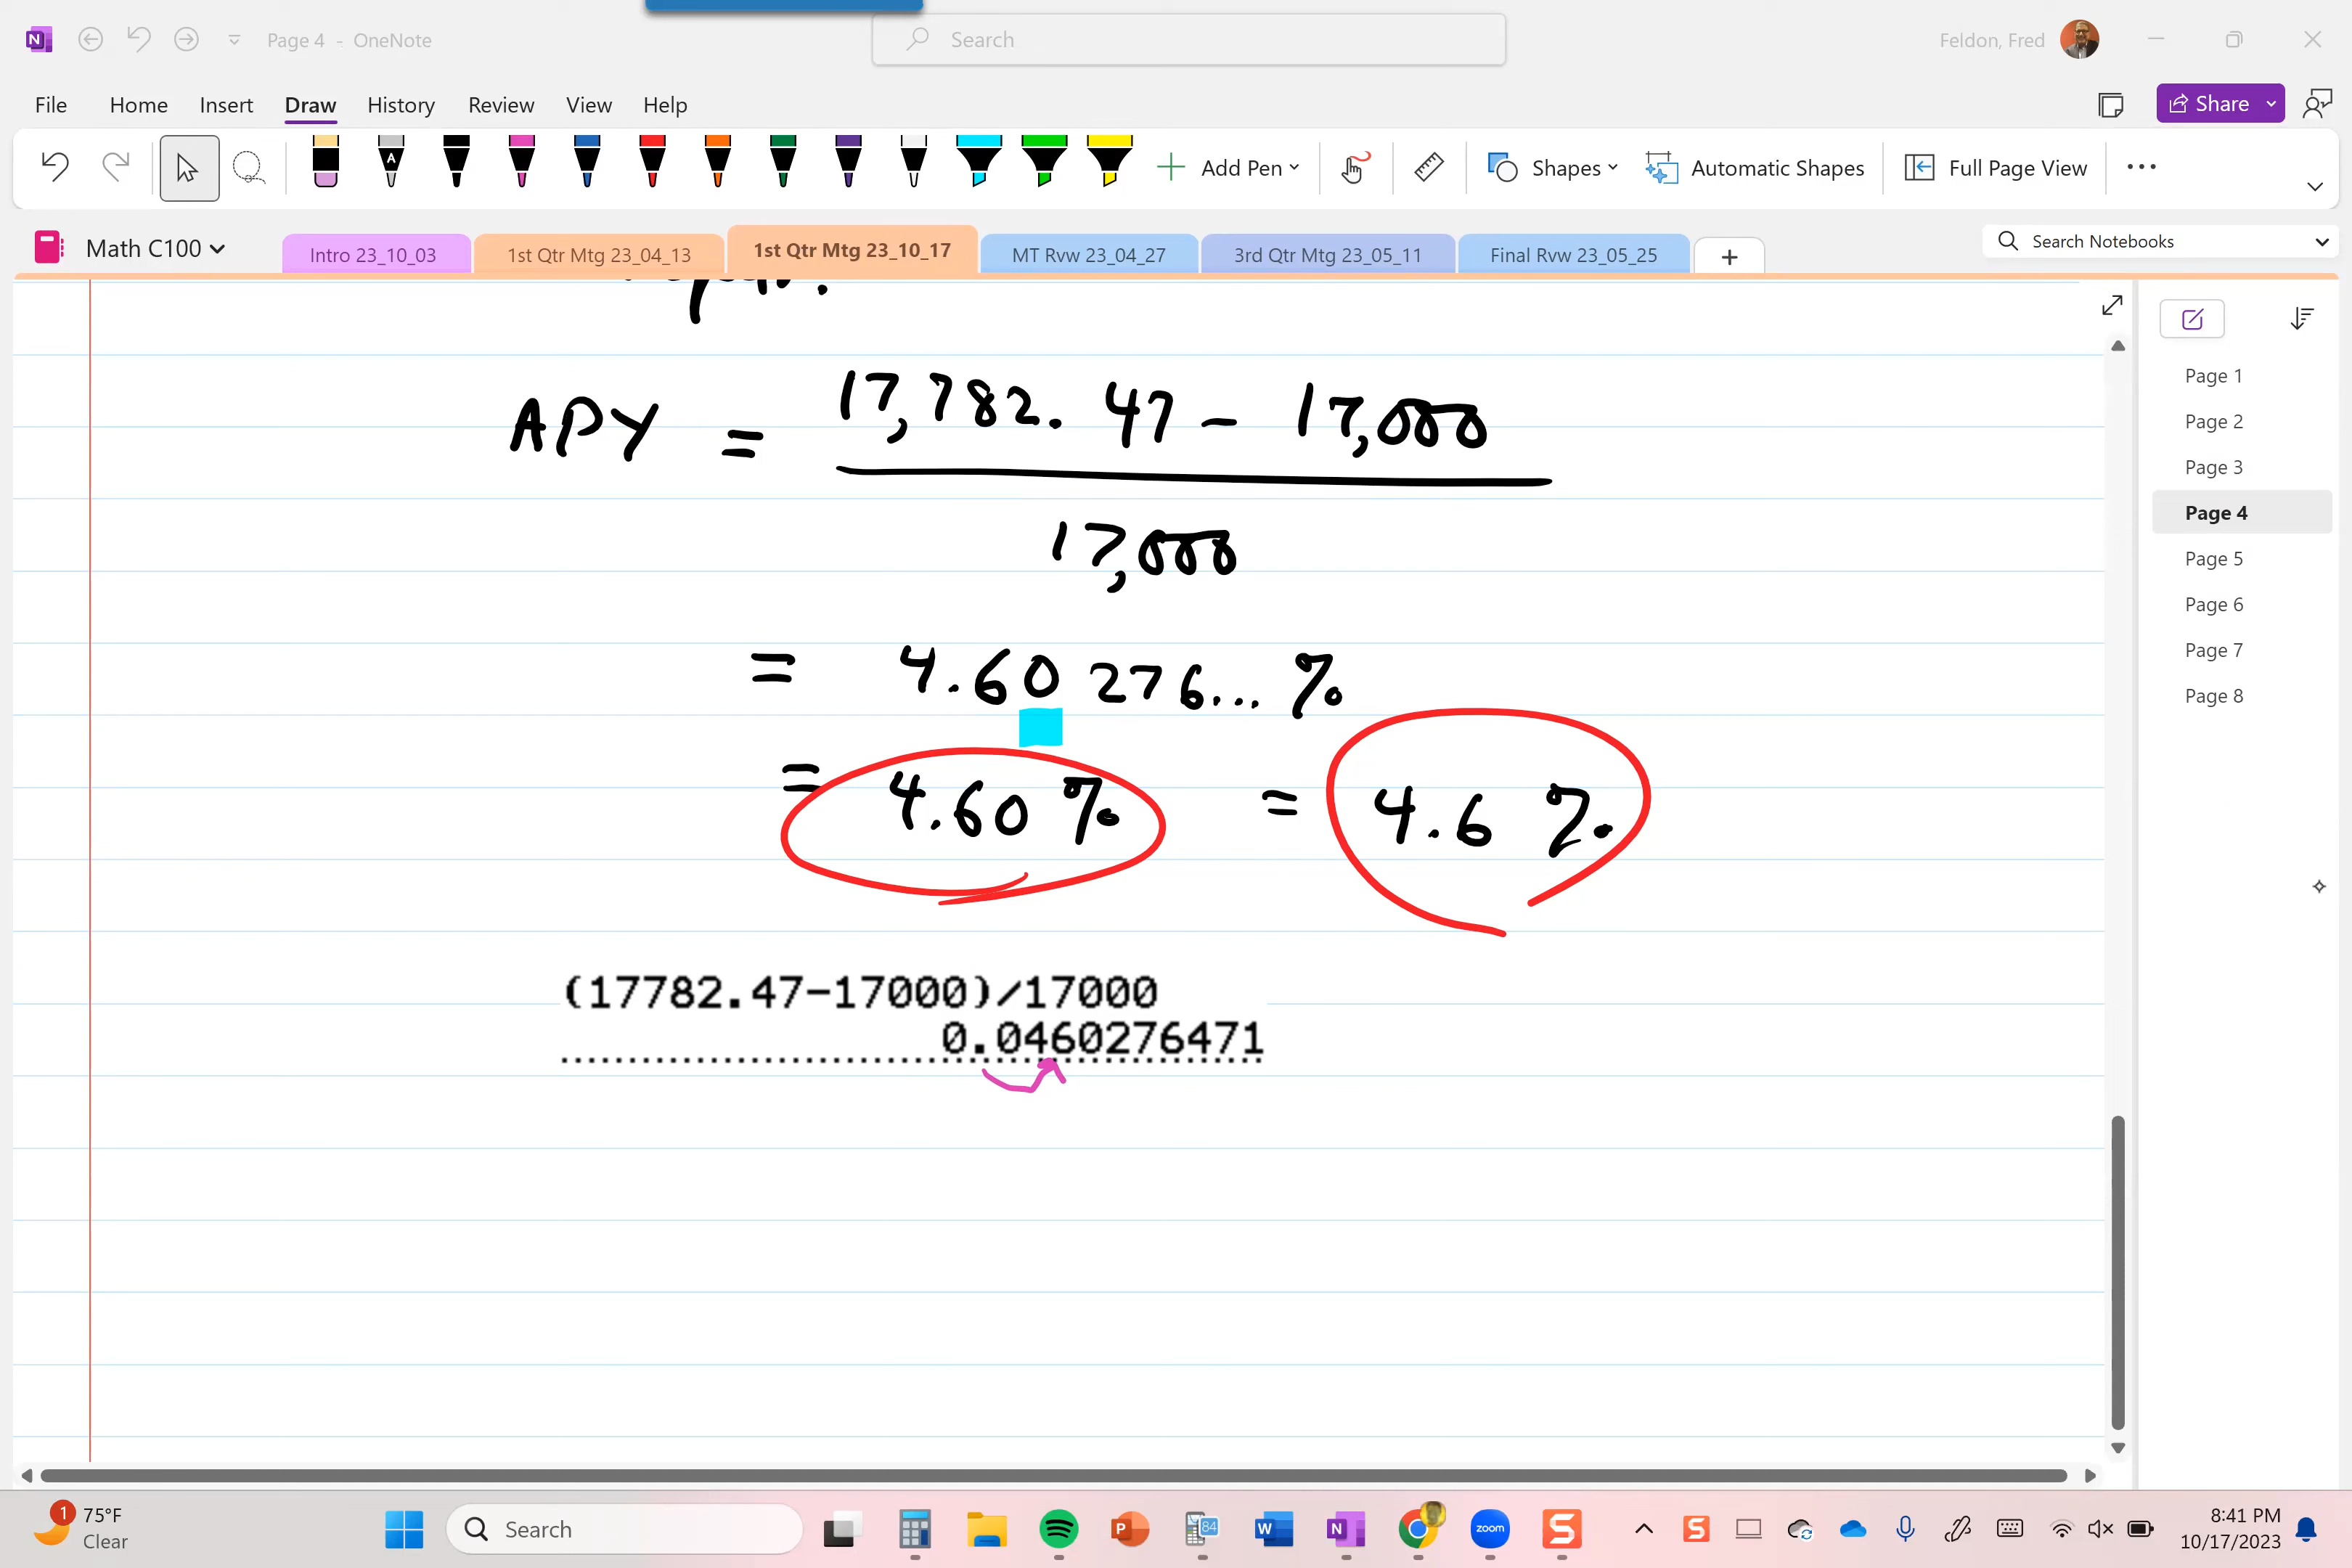 Page 4 - OneNote
Search
Feldon, Fred
File Home Insert Draw History Review View Help
Share
A
Add Pen
Shapes
Automatic Shapes
Full Page View
Math C100
Intro 23_10_03
1st Qtr Mtg 23_04_13
1st Qtr Mtg 23_10_17
MT Rvw 23_04_27
3rd Qtr Mtg 23_05_11
Final Rvw 23_05_25
+
Search Notebooks
APY = 17,782.47 - 17,000
17,000
= 4.60276... %
= 4.60 % = 4.6 %
(17782.47-17000)/17000
0.0460276471
Page 1
Page 2
Page 3
Page 4
Page 5
Page 6
Page 7
Page 8
1
75°F
Clear
Search
P
84
W
N
zoom
S
S
8:41 PM
10/17/2023